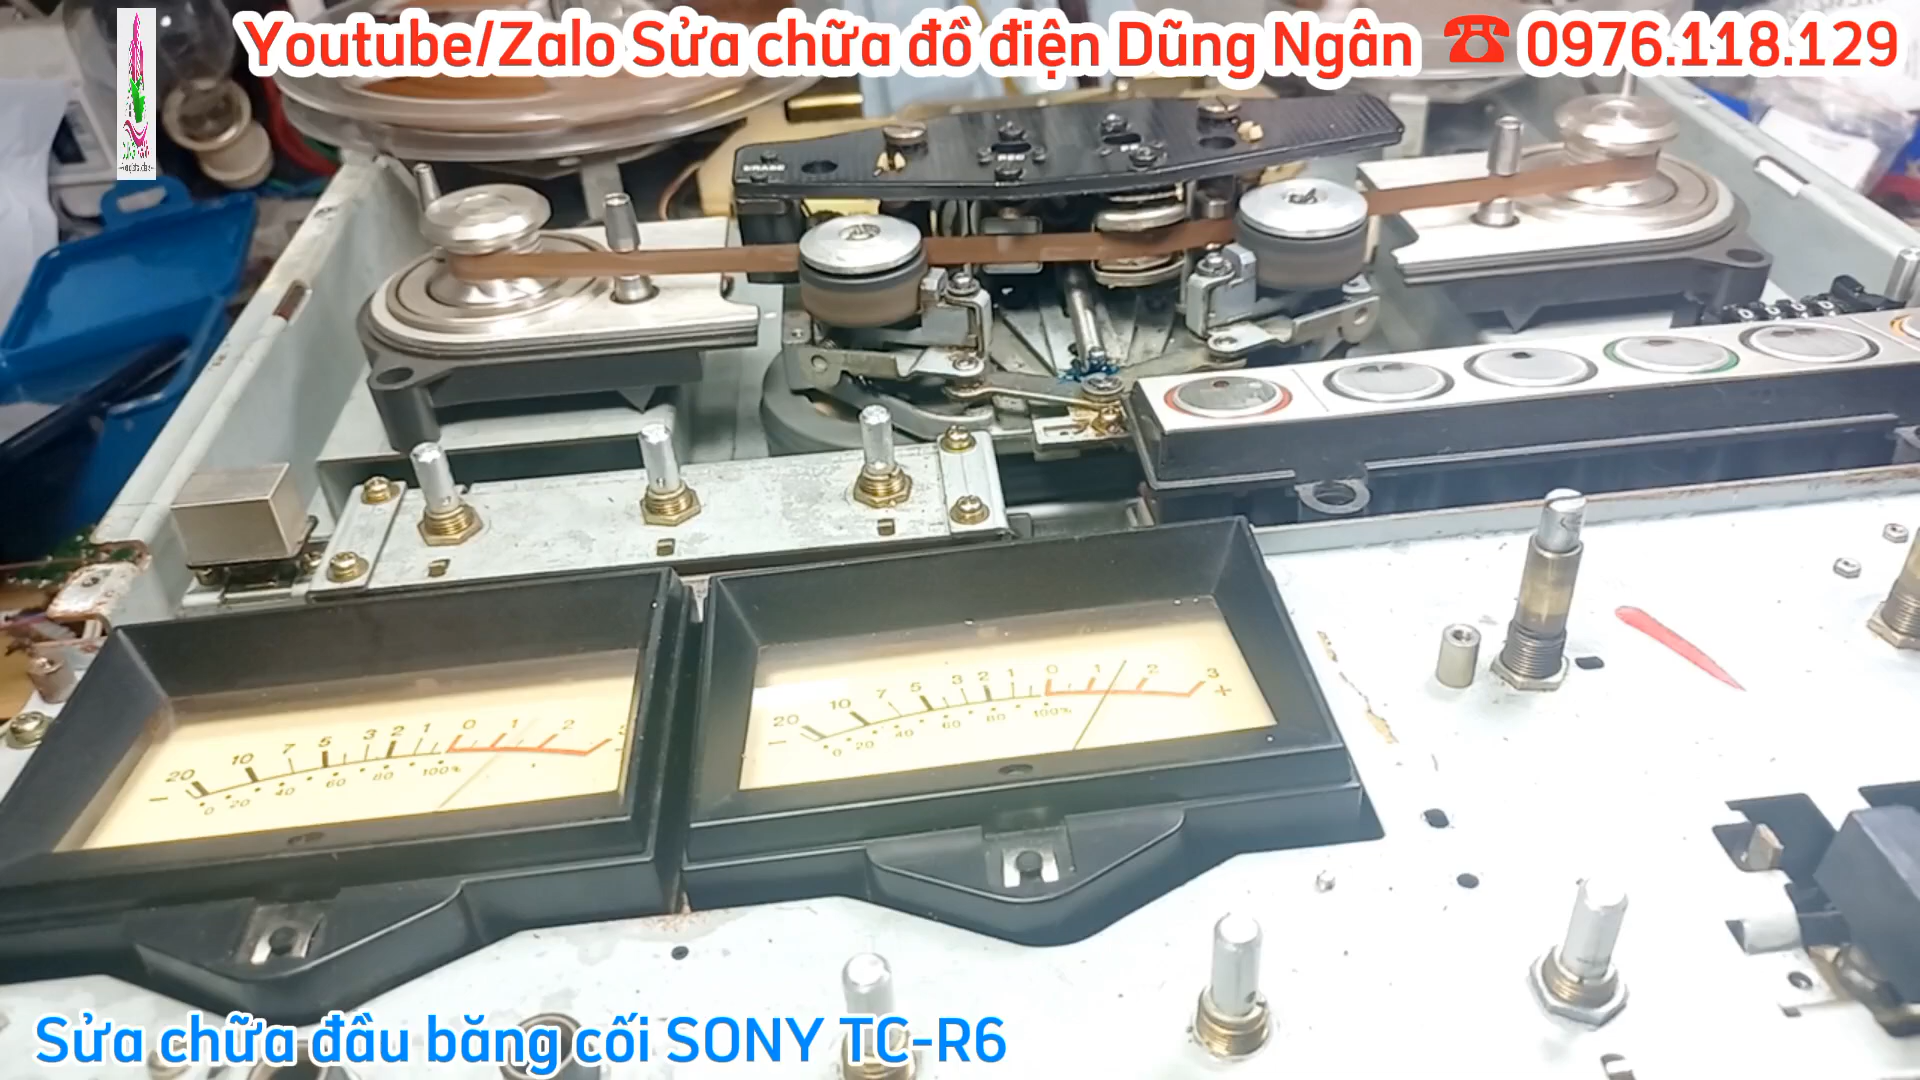 Youtube/Zalo Sửa chữa đồ điện Dũng Ngân ☎ 0976.118.129
ERASE
REC
20 10 7 5 3 2 1 0 1 2 3
- 0 20 40 60 80 100% +
20 10 7 5 3 2 1 0 1 2
- 0 20 40 60 80 100%
Sửa chữa đầu băng cối SONY TC-R6